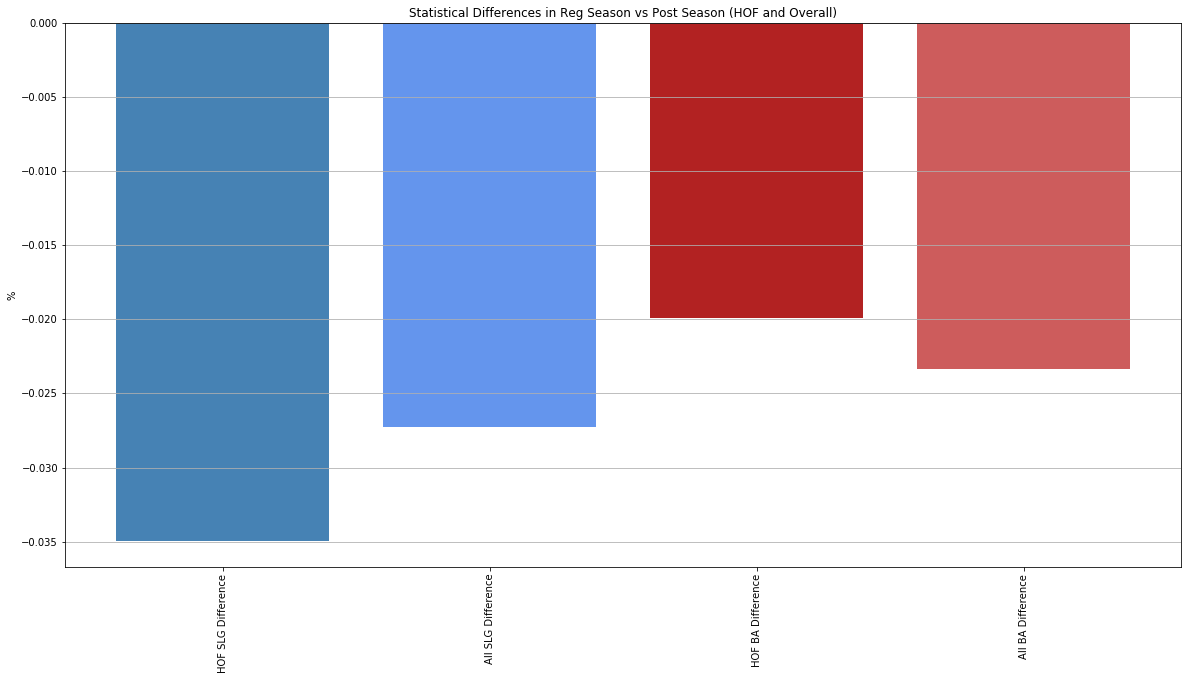 Statistical Differences in Reg Season vs Post Season (HOF and Overall)
0.000
−0.005
−0.010
−0.015
−0.020
−0.025
−0.030
−0.035
%
HOF SLG Difference
All SLG Difference
HOF BA Difference
All BA Difference